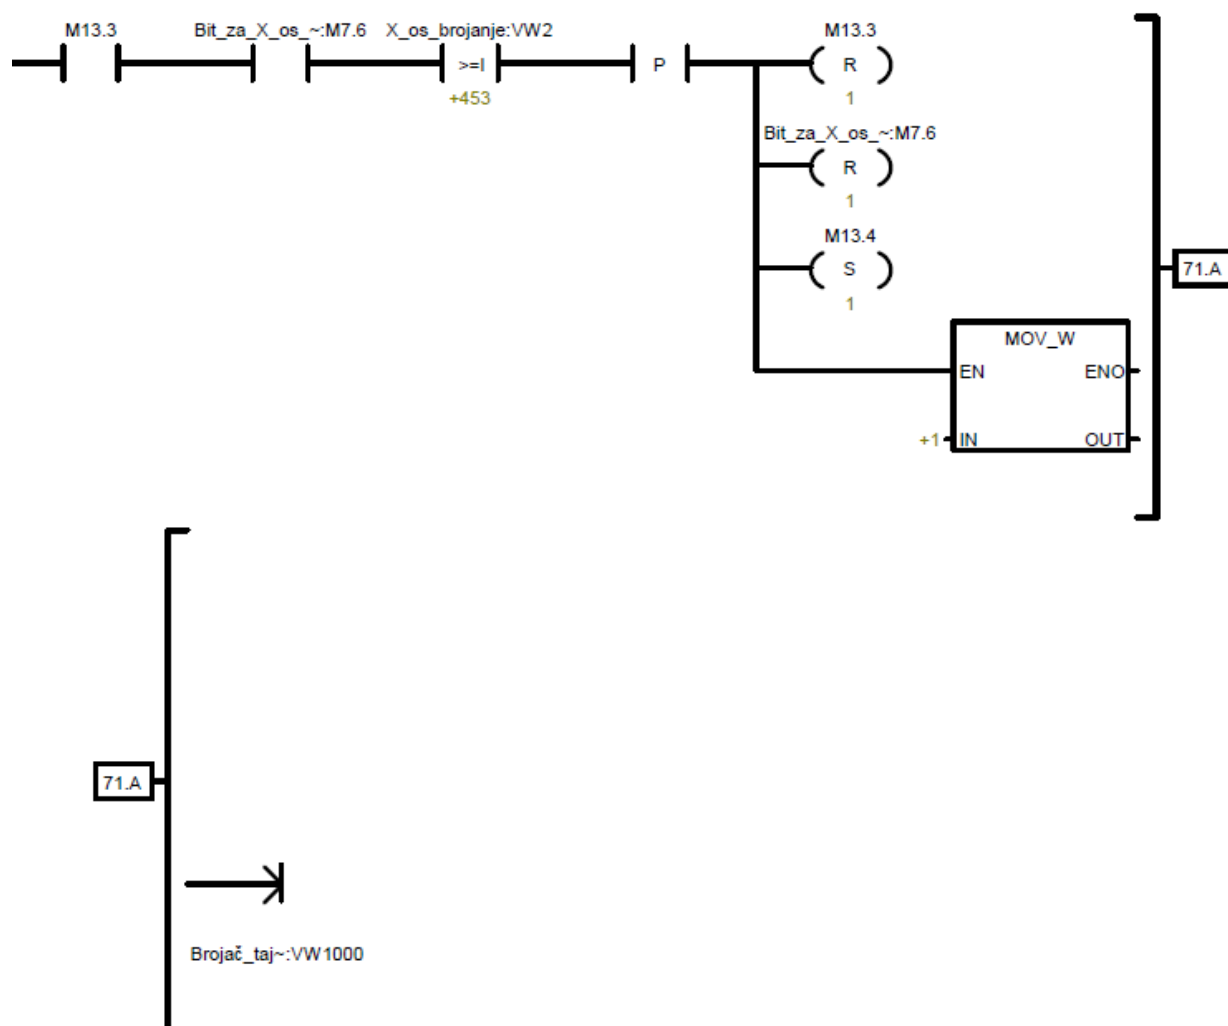 M13.3 Bit_za_X_os_~:M7.6 X_os_brojanje:VW2 M13.3
>=I P R
+453 1
Bit_za_X_os_~:M7.6
R
1
M13.4
S
1
71.A
MOV_W
EN ENO
+1 IN OUT
71.A
Brojač_taj~:VW1000